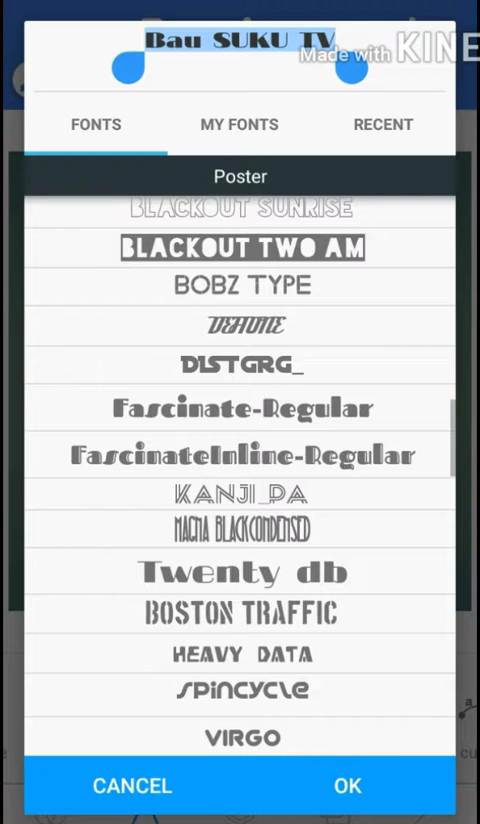 Bau SUKU TV
Made with KINE
FONTS MY FONTS RECENT
Poster
BLACKOUT SUNRISE
BLACKOUT TWO AM
BOBZ TYPE
DEFTONE
D1STGRG_
Fascinate-Regular
FascinateInline-Regular
KANJI_DA
MAGNA BLACKCONDENSED
Twenty db
BOSTON TRAFFIC
HEAVY DATA
SPINCYCLE
VIRGO
CANCEL OK